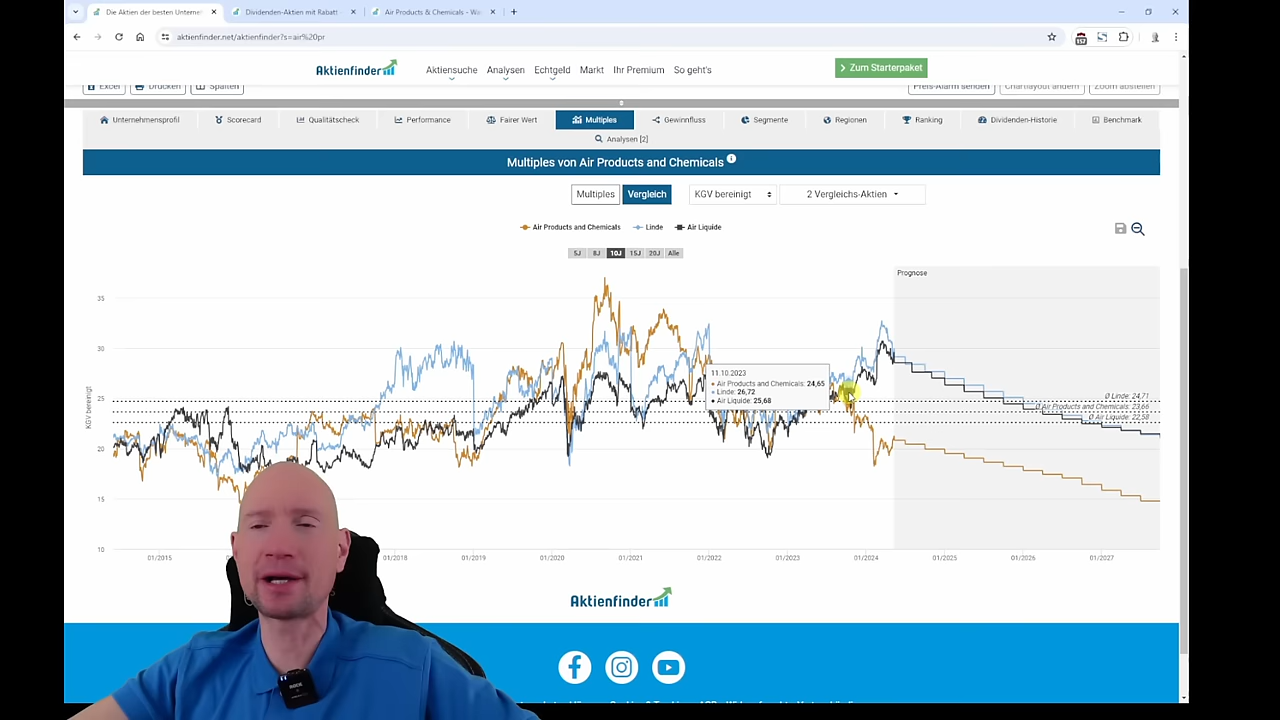 Die Aktien der besten Unterne
Dividenden-Aktien mit Rabatt
Air Products & Chemicals - Wa
aktienfinder.net/aktienfinder?s=air%20pr
157
Aktienfinder
Aktiensuche
Analysen
Echtgeld
Markt
Ihr Premium
So geht's
Zum Starterpaket
Excel
Drucken
Spalten
Preis-Alarm senden
Chartlayout ändern
Zoom abstellen
Unternehmensprofil
Scorecard
Qualitätscheck
Performance
Fairer Wert
Multiples
Gewinnfluss
Segmente
Regionen
Ranking
Dividenden-Historie
Benchmark
Analysen [2]
Multiples von Air Products and Chemicals
Multiples
Vergleich
KGV bereinigt
2 Vergleichs-Aktien
Air Products and Chemicals
Linde
Air Liquide
5J
8J
10J
15J
20J
Alle
Prognose
35
30
25
20
15
10
KGV bereinigt
11.10.2023
Air Products and Chemicals: 24,65
Linde: 26,72
Air Liquide: 25,68
Ø Linde: 24,71
Ø Air Products and Chemicals: 23,66
Ø Air Liquide: 22,58
01/2015
01/2018
01/2019
01/2020
01/2021
01/2022
01/2023
01/2024
01/2025
01/2026
01/2027
Aktienfinder
RODE